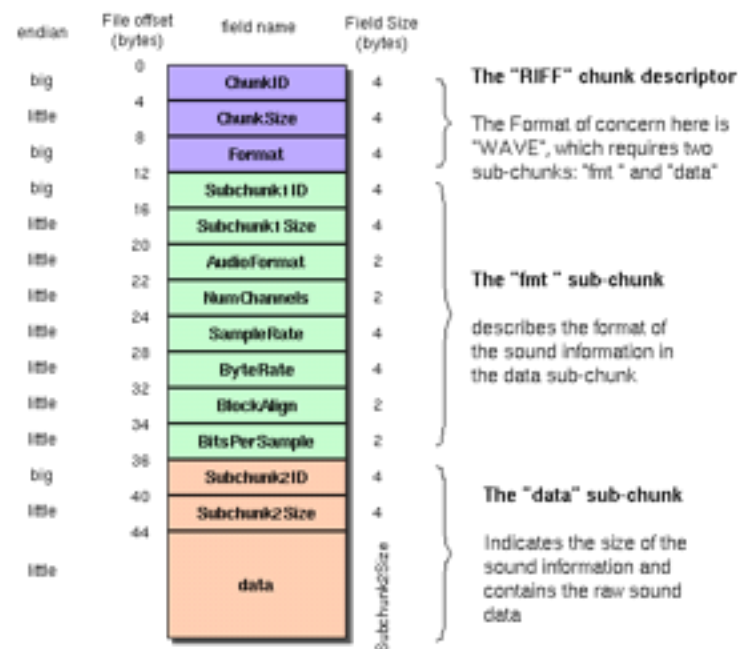 endian
File offset
(bytes)
field name
Field Size
(bytes)
0
big
ChunkID
4
4
little
ChunkSize
4
8
big
Format
4
12
big
Subchunk1 ID
4
16
little
Subchunk1 Size
4
20
little
AudioFormat
2
22
little
NumChannels
2
24
little
SampleRate
4
28
little
ByteRate
4
32
little
BlockAlign
2
34
little
BitsPerSample
2
36
big
Subchunk2ID
4
40
little
Subchunk2Size
4
44
little
data
Subchunk2Size
The "RIFF" chunk descriptor
The Format of concern here is
"WAVE", which requires two
sub-chunks: "fmt " and "data"
The "fmt " sub-chunk
describes the format of
the sound information in
the data sub-chunk
The "data" sub-chunk
Indicates the size of the
sound information and
contains the raw sound
data